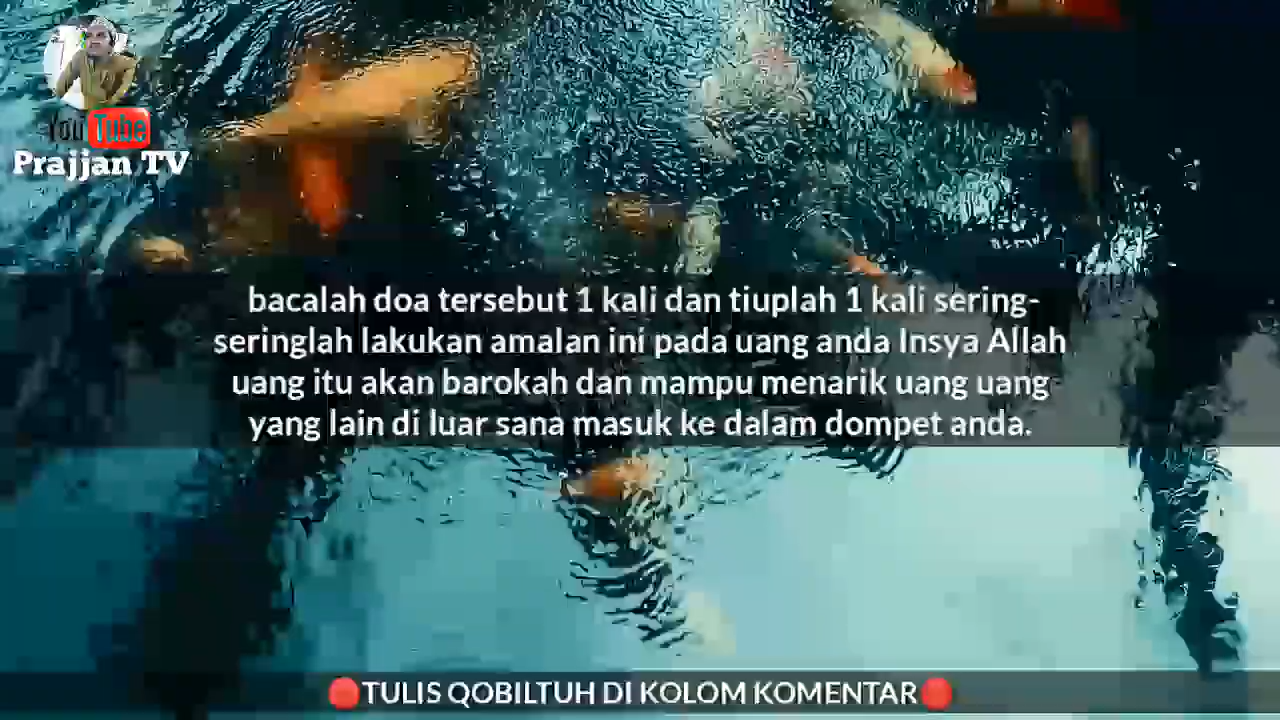 YouTube
Prajjan TV
bacalah doa tersebut 1 kali dan tiuplah 1 kali sering-
seringlah lakukan amalan ini pada uang anda Insya Allah
uang itu akan barokah dan mampu menarik uang uang
yang lain di luar sana masuk ke dalam dompet anda.
🔴TULIS QOBILTUH DI KOLOM KOMENTAR🔴